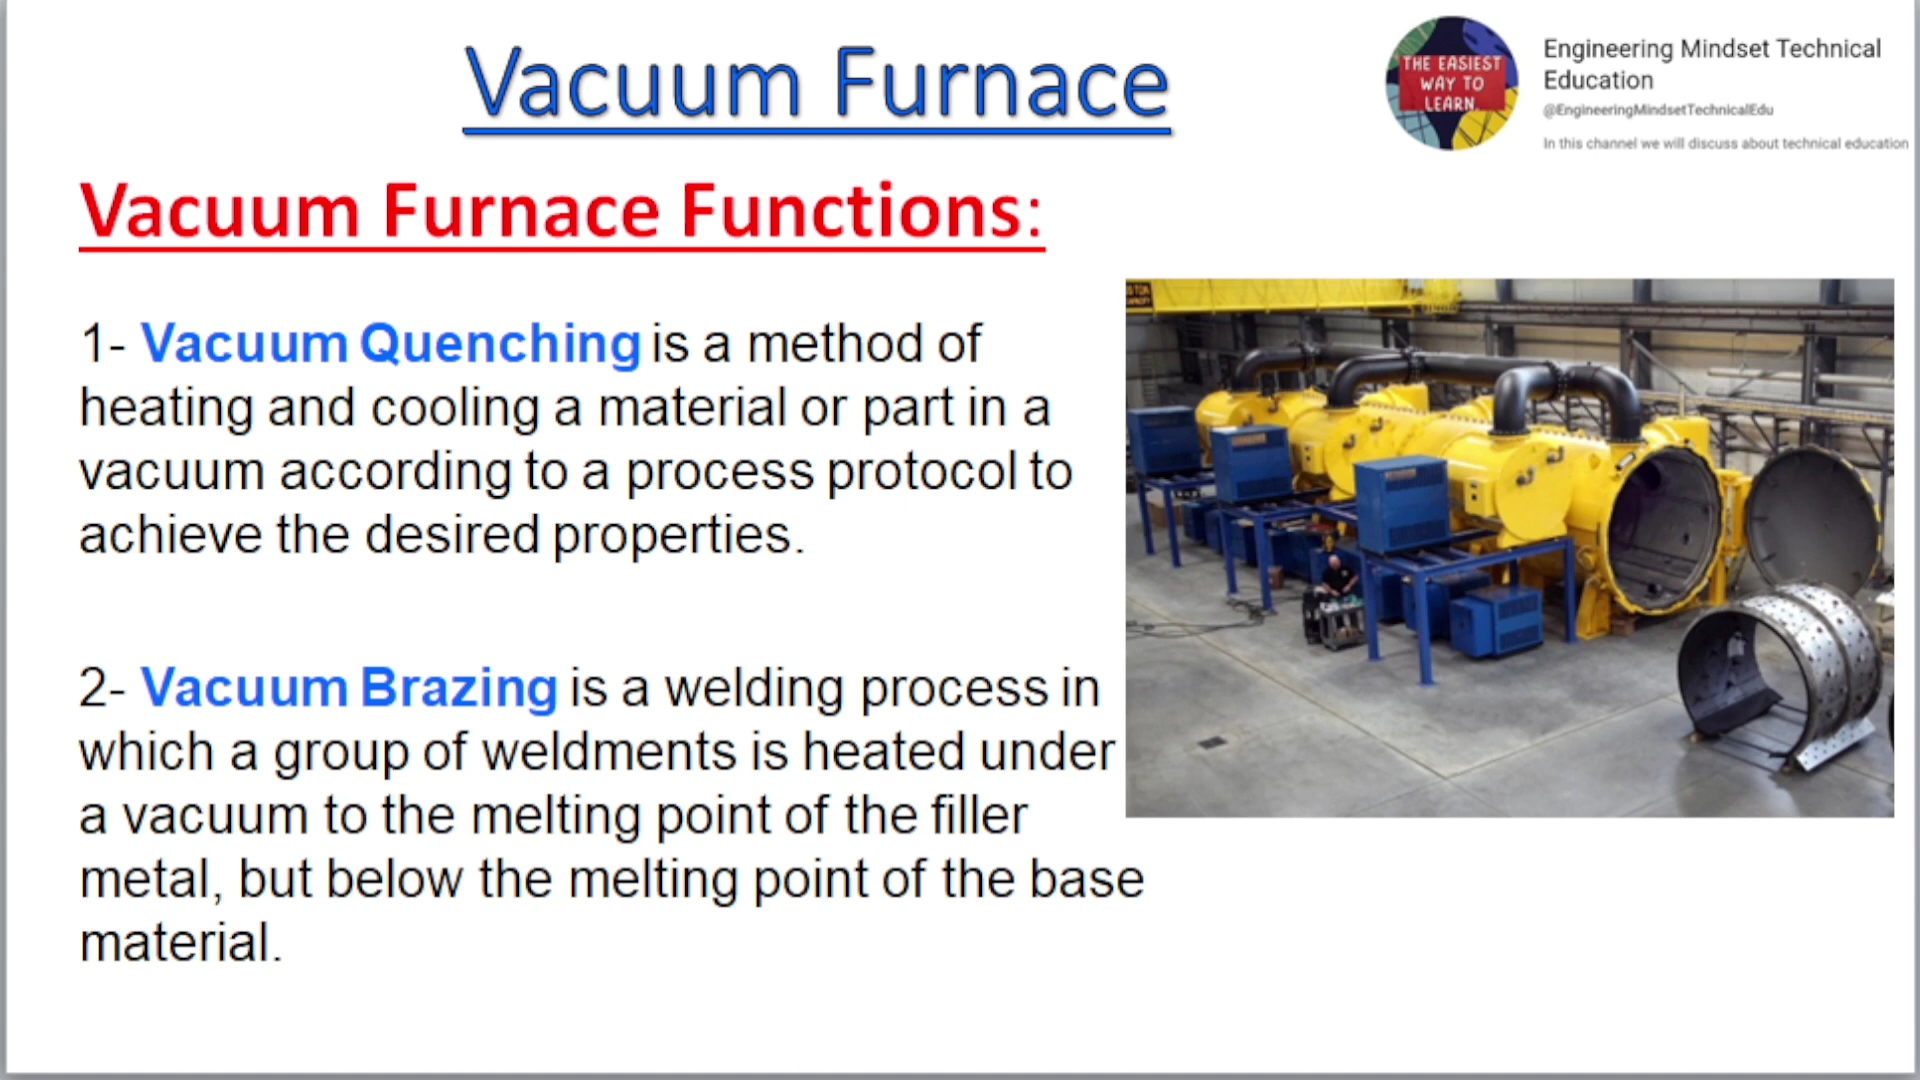 Vacuum Furnace
THE EASIEST
WAY TO
LEARN.
Engineering Mindset Technical
Education
@EngineeringMindsetTechnicalEdu
In this channel we will discuss about technical education
Vacuum Furnace Functions:
1- Vacuum Quenching is a method of
heating and cooling a material or part in a
vacuum according to a process protocol to
achieve the desired properties.
2- Vacuum Brazing is a welding process in
which a group of weldments is heated under
a vacuum to the melting point of the filler
metal, but below the melting point of the base
material.